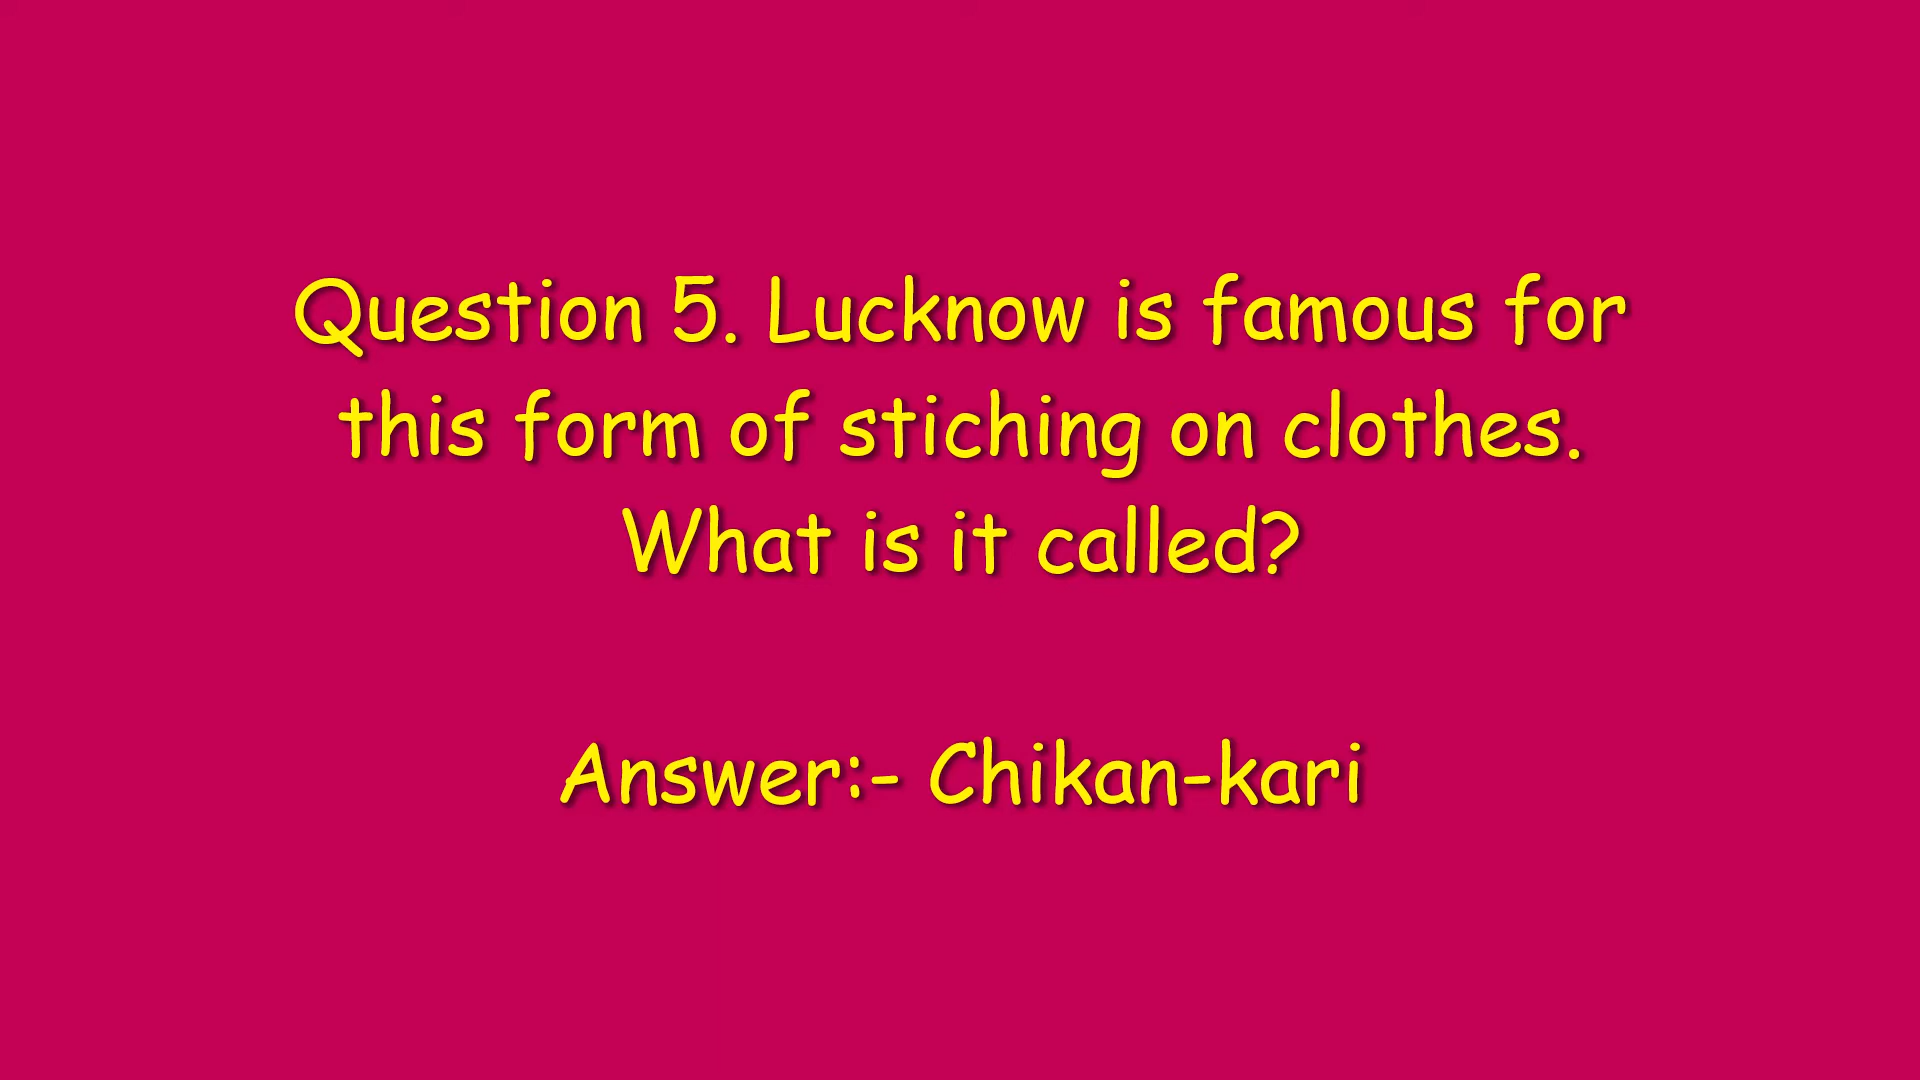 Question 5. Lucknow is famous for
this form of stiching on clothes.
What is it called?
Answer:- Chikan-kari